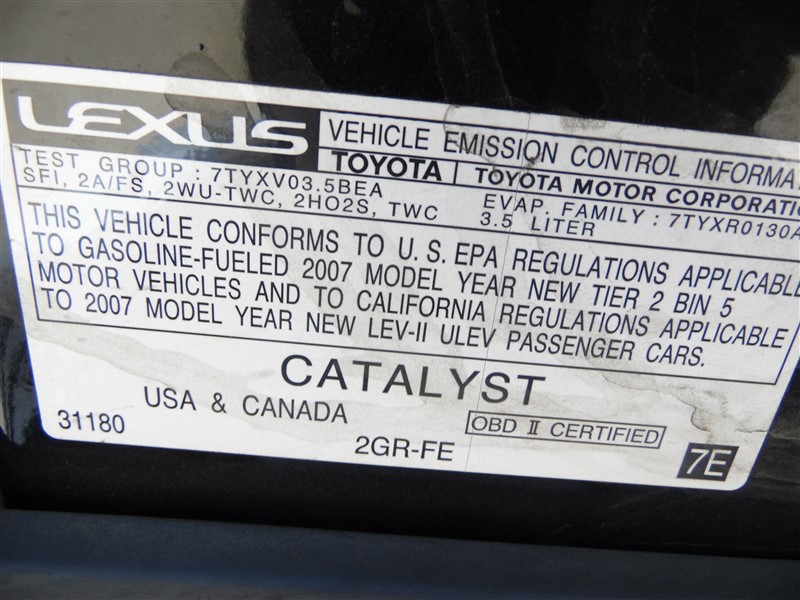 LEXUS VEHICLE EMISSION CONTROL
TOYOTA TOYOTA MOTOR
TEST GROUP : 7TYXV03.5BEA EVAP. FAMILY : 7TYXR0130A
SFI, 2A/FS, 2WU-TWC, 2HO2S, TWC 3.5 LITER
THIS VEHICLE CONFORMS TO U.S. EPA REGULATIONS APPLICABLE
TO GASOLINE-FUELED 2007 MODEL YEAR NEW TIER 2 BIN 5
MOTOR VEHICLES AND TO CALIFORNIA REGULATIONS APPLICABLE
TO 2007 MODEL YEAR NEW LEV-II ULEV PASSENGER CARS.
CATALYST
USA & CANADA
OBD II CERTIFIED
31180
2GR-FE
7E